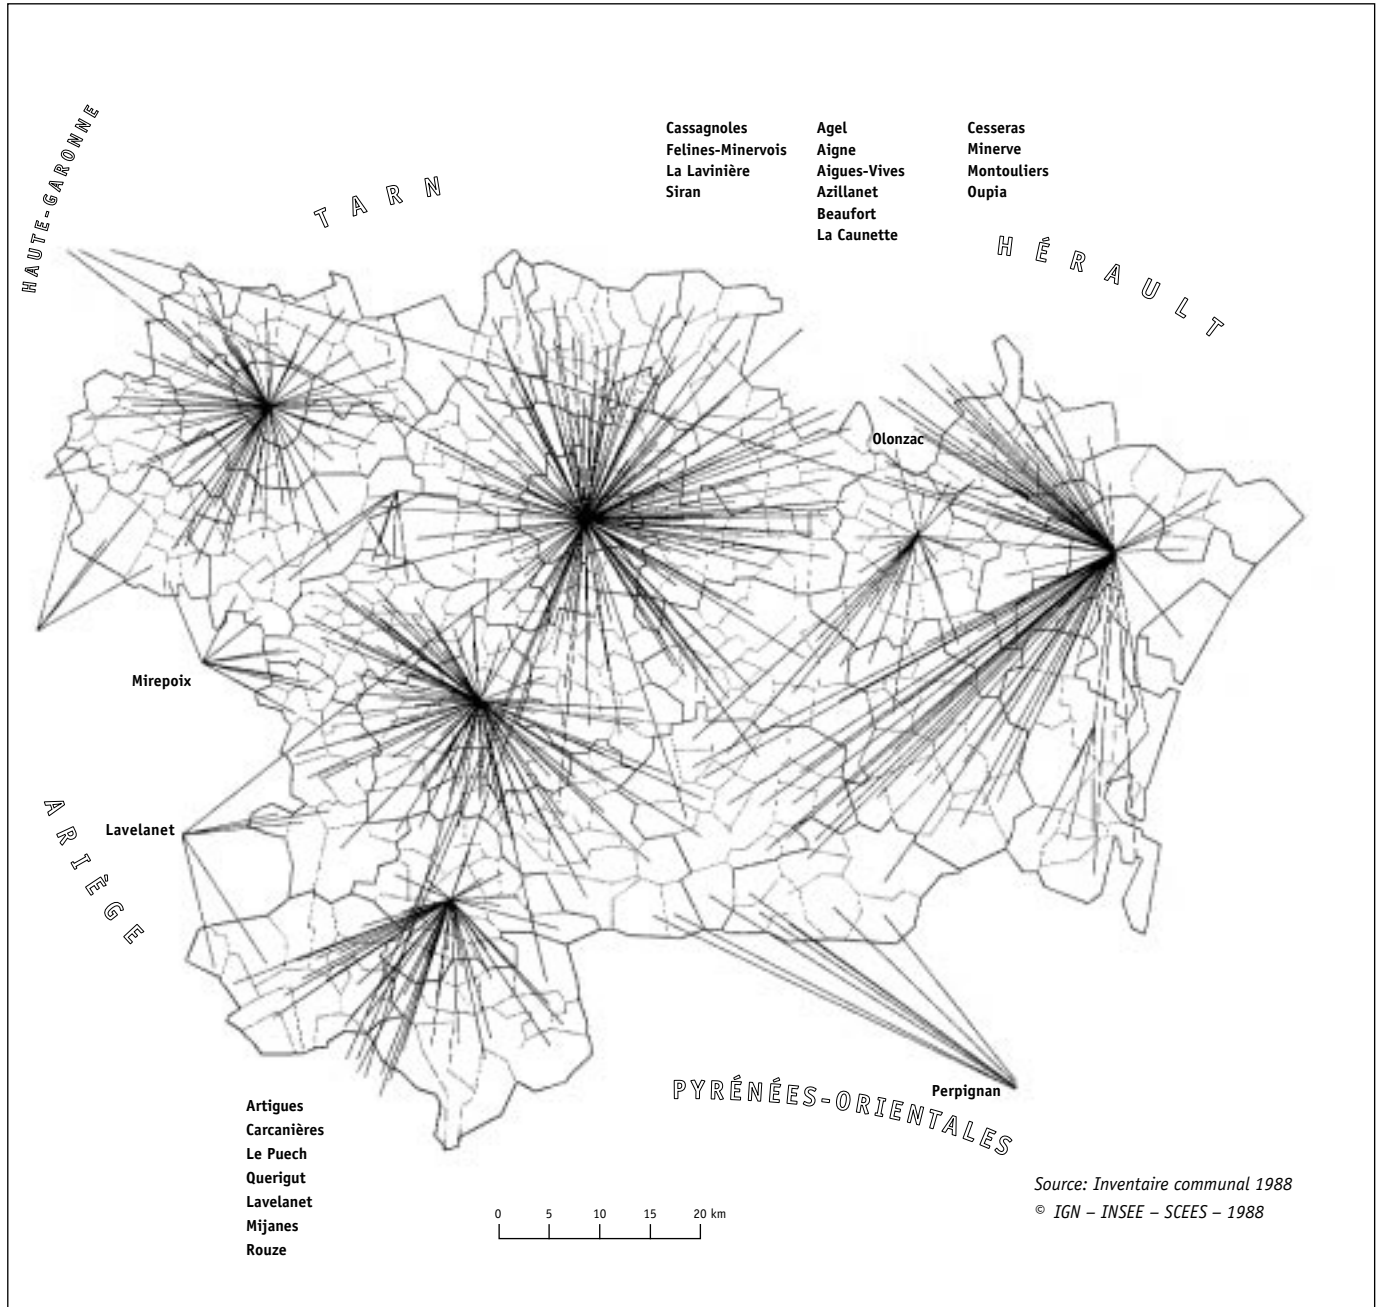 HAUTE-GARONNE
TARN
Cassagnoles
Felines-Minervois
La Lavinière
Siran
Agel
Aigne
Aigues-Vives
Azillanet
Beaufort
La Caunette
Cesseras
Minerve
Montouliers
Oupia
HÉRAULT
Olonzac
Mirepoix
ARIÈGE
Lavelanet
PYRÉNÉES-ORIENTALES
Perpignan
Artigues
Carcanières
Le Puech
Querigut
Lavelanet
Mijanes
Rouze
0 5 10 15 20 km
Source: Inventaire communal 1988
© IGN – INSEE – SCEES – 1988